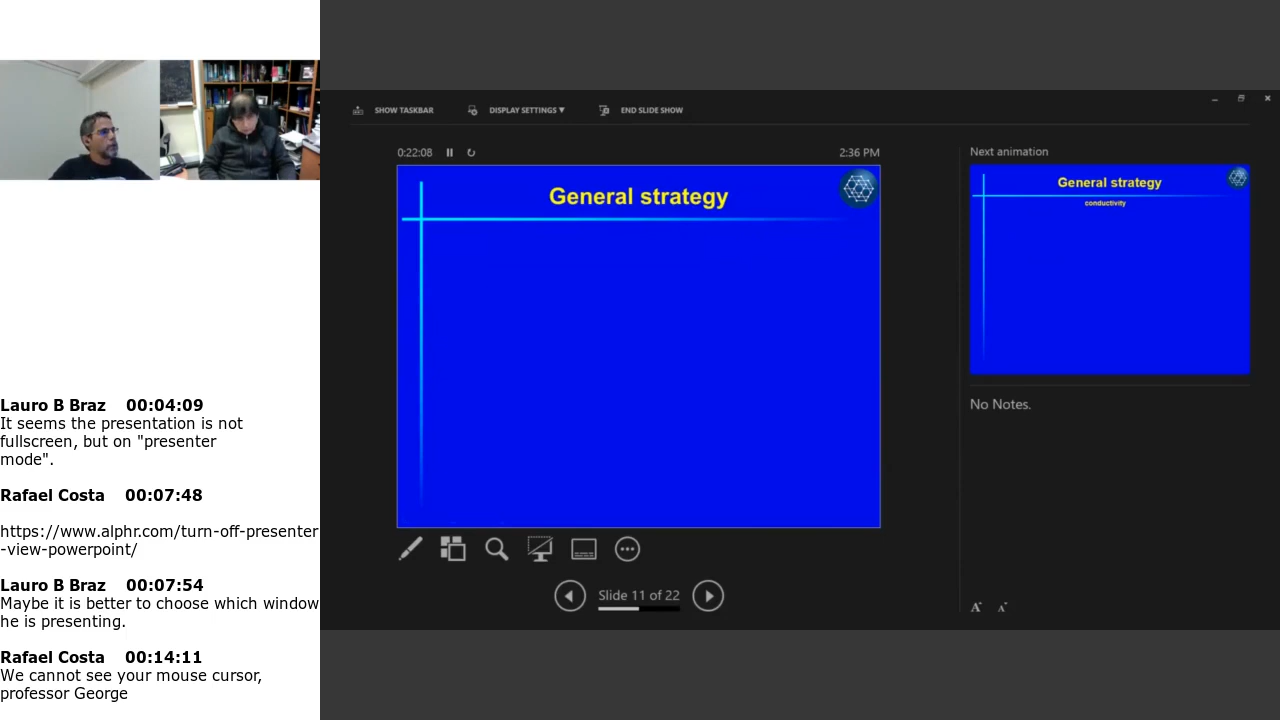 Lauro B Braz 00:04:09
It seems the presentation is not
fullscreen, but on "presenter
mode".
Rafael Costa 00:07:48
https://www.alphr.com/turn-off-presenter
-view-powerpoint/
Lauro B Braz 00:07:54
Maybe it is better to choose which window
he is presenting.
Rafael Costa 00:14:11
We cannot see your mouse cursor,
professor George
SHOW TASKBAR
DISPLAY SETTINGS ▼
END SLIDE SHOW
0:22:08
2:36 PM
General strategy
Slide 11 of 22
Next animation
General strategy
conductivity
No Notes.
A A